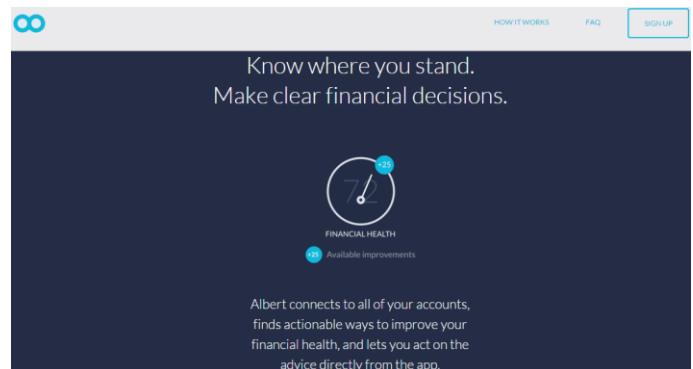 HOW IT WORKS
FAQ
SIGN UP
Know where you stand.
Make clear financial decisions.
+25
72
FINANCIAL HEALTH
+25 Available improvements
Albert connects to all of your accounts,
finds actionable ways to improve your
financial health, and lets you act on the
advice directly from the app.